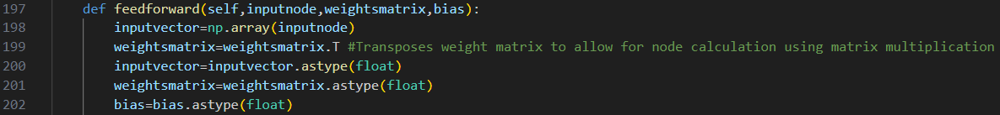 197 def feedforward(self,inputnode,weightsmatrix,bias):
198 inputvector=np.array(inputnode)
199 weightsmatrix=weightsmatrix.T #Transposes weight matrix to allow for node calculation using matrix multiplication
200 inputvector=inputvector.astype(float)
201 weightsmatrix=weightsmatrix.astype(float)
202 bias=bias.astype(float)